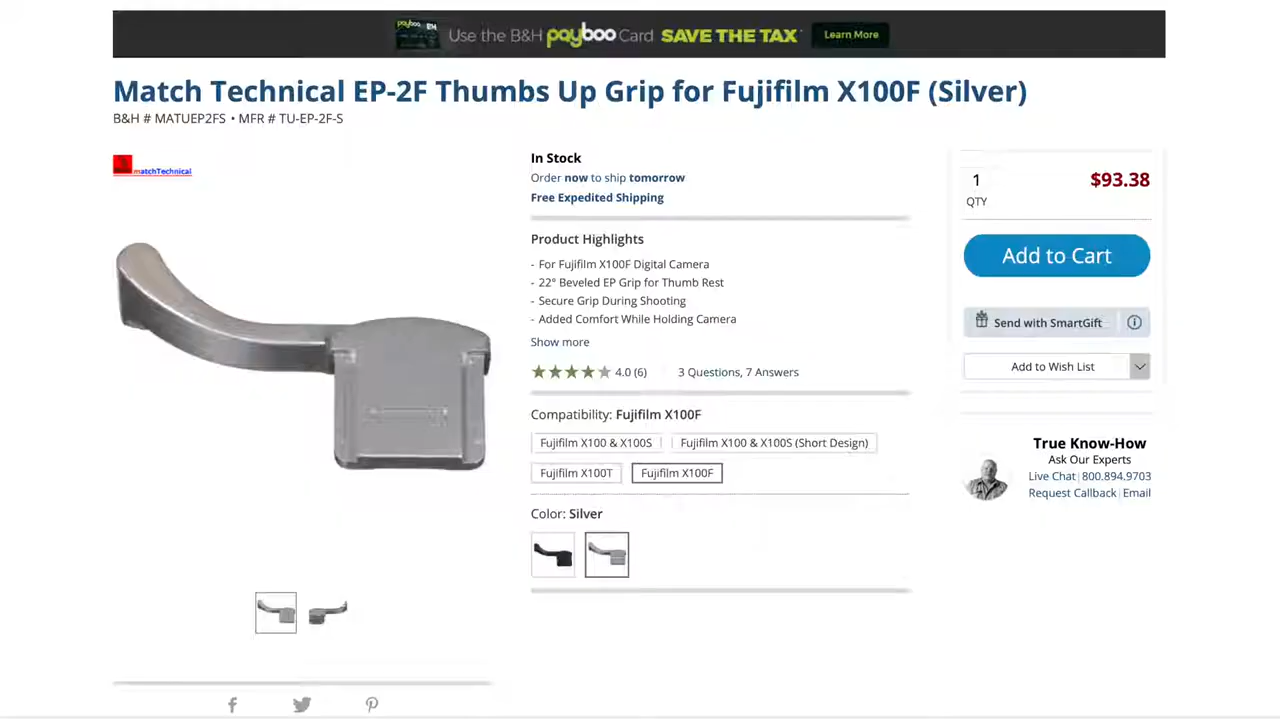 payboo B&H Use the B&H payboo Card SAVE THE TAX Learn More
Match Technical EP-2F Thumbs Up Grip for Fujifilm X100F (Silver)
B&H # MATUEP2FS • MFR # TU-EP-2F-S
matchTechnical
In Stock
Order now to ship tomorrow
Free Expedited Shipping
Product Highlights
- For Fujifilm X100F Digital Camera
- 22° Beveled EP Grip for Thumb Rest
- Secure Grip During Shooting
- Added Comfort While Holding Camera
Show more
4.0 (6) 3 Questions, 7 Answers
Compatibility: Fujifilm X100F
Fujifilm X100 & X100S Fujifilm X100 & X100S (Short Design)
Fujifilm X100T Fujifilm X100F
Color: Silver
1 $93.38
QTY
Add to Cart
Send with SmartGift
Add to Wish List
True Know-How
Ask Our Experts
Live Chat | 800.894.9703
Request Callback | Email